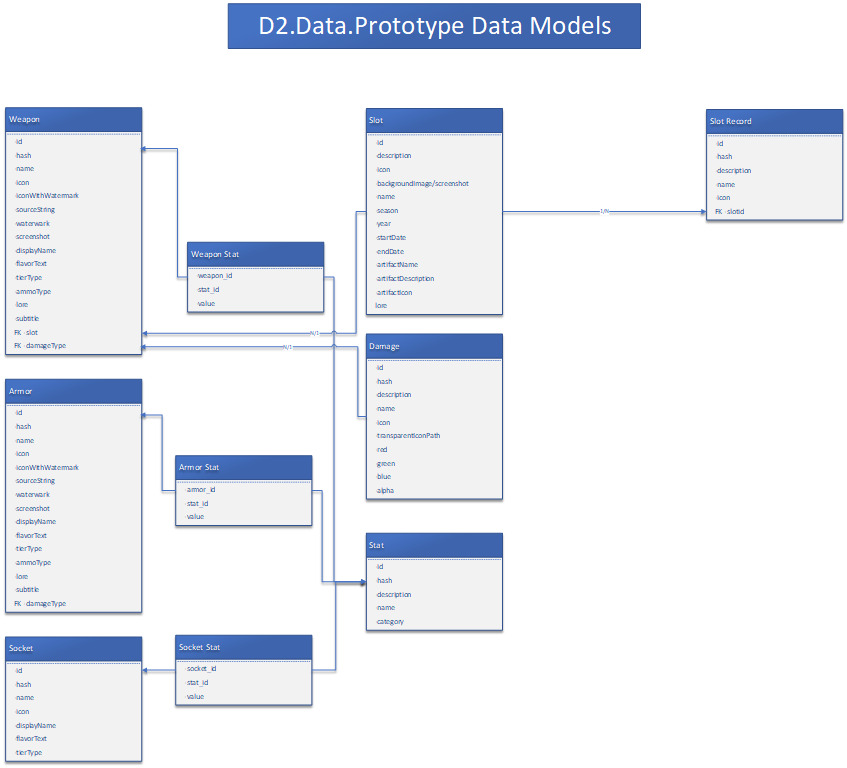 D2.Data.Prototype Data Models
Weapon
-id
-hash
-name
-icon
-iconWithWatermark
-sourceString
-waterwark
-screenshot
-displayName
-flavorText
-tierType
-ammoType
-lore
-subtitle
FK -slot
FK -damageType
Weapon Stat
-weapon_id
-stat_id
-value
Slot
-id
-description
-icon
-backgroundImage/screenshot
-name
-season
-year
-startDate
-endDate
-artifactName
-artifactDescription
-artifactIcon
lore
1/N
Slot Record
-id
-hash
-description
-name
-icon
FK -slotid
N/1
N/1
Damage
-id
-hash
-description
-name
-icon
-transparentIconPath
-red
-green
-blue
-alpha
Armor
-id
-hash
-name
-icon
-iconWithWatermark
-sourceString
-waterwark
-screenshot
-displayName
-flavorText
-tierType
-ammoType
-lore
-subtitle
FK -damageType
Armor Stat
-armor_id
-stat_id
-value
Stat
-id
-hash
-description
-name
-category
Socket
-id
-hash
-name
-icon
-displayName
-flavorText
-tierType
Socket Stat
-socket_id
-stat_id
-value